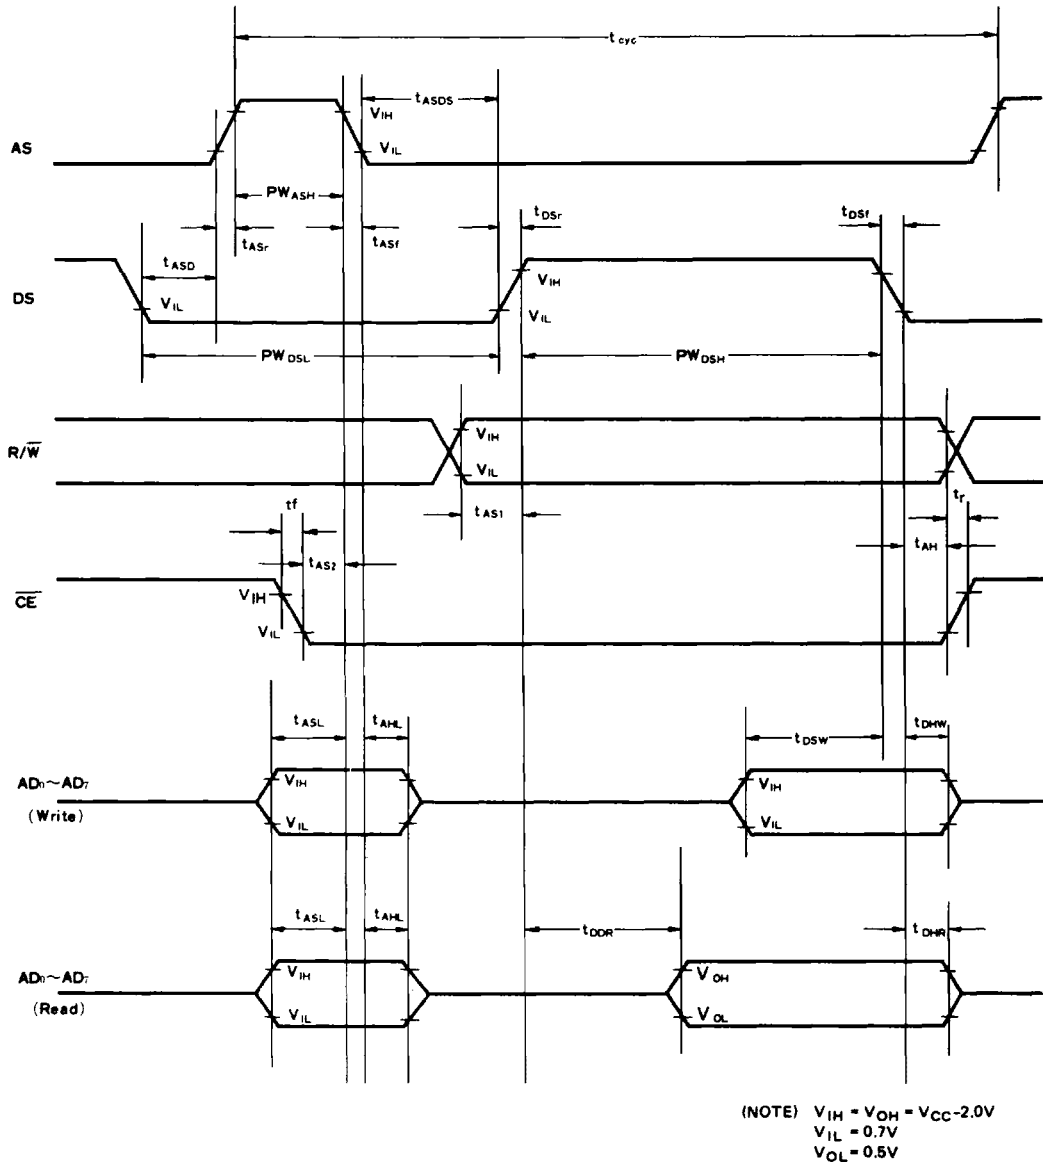 tcyc
tASDS
VIH
AS
VIL
PWASH
tDSr
tDSf
tASr
tASf
tASD
VIH
DS
VIL
VIL
PWDSL
PWDSH
R/W̅
VIH
VIL
tf
tAS1
tr
tAS2
tAH
C̅E̅
VIH
VIL
tASL
tAHL
tDSW
tDHW
AD0~AD7
(Write)
VIH
VIH
VIL
VIL
tASL
tAHL
tDDR
tDHR
AD0~AD7
(Read)
VIH
VOH
VIL
VOL
(NOTE) VIH = VOH = VCC-2.0V
VIL = 0.7V
VOL = 0.5V